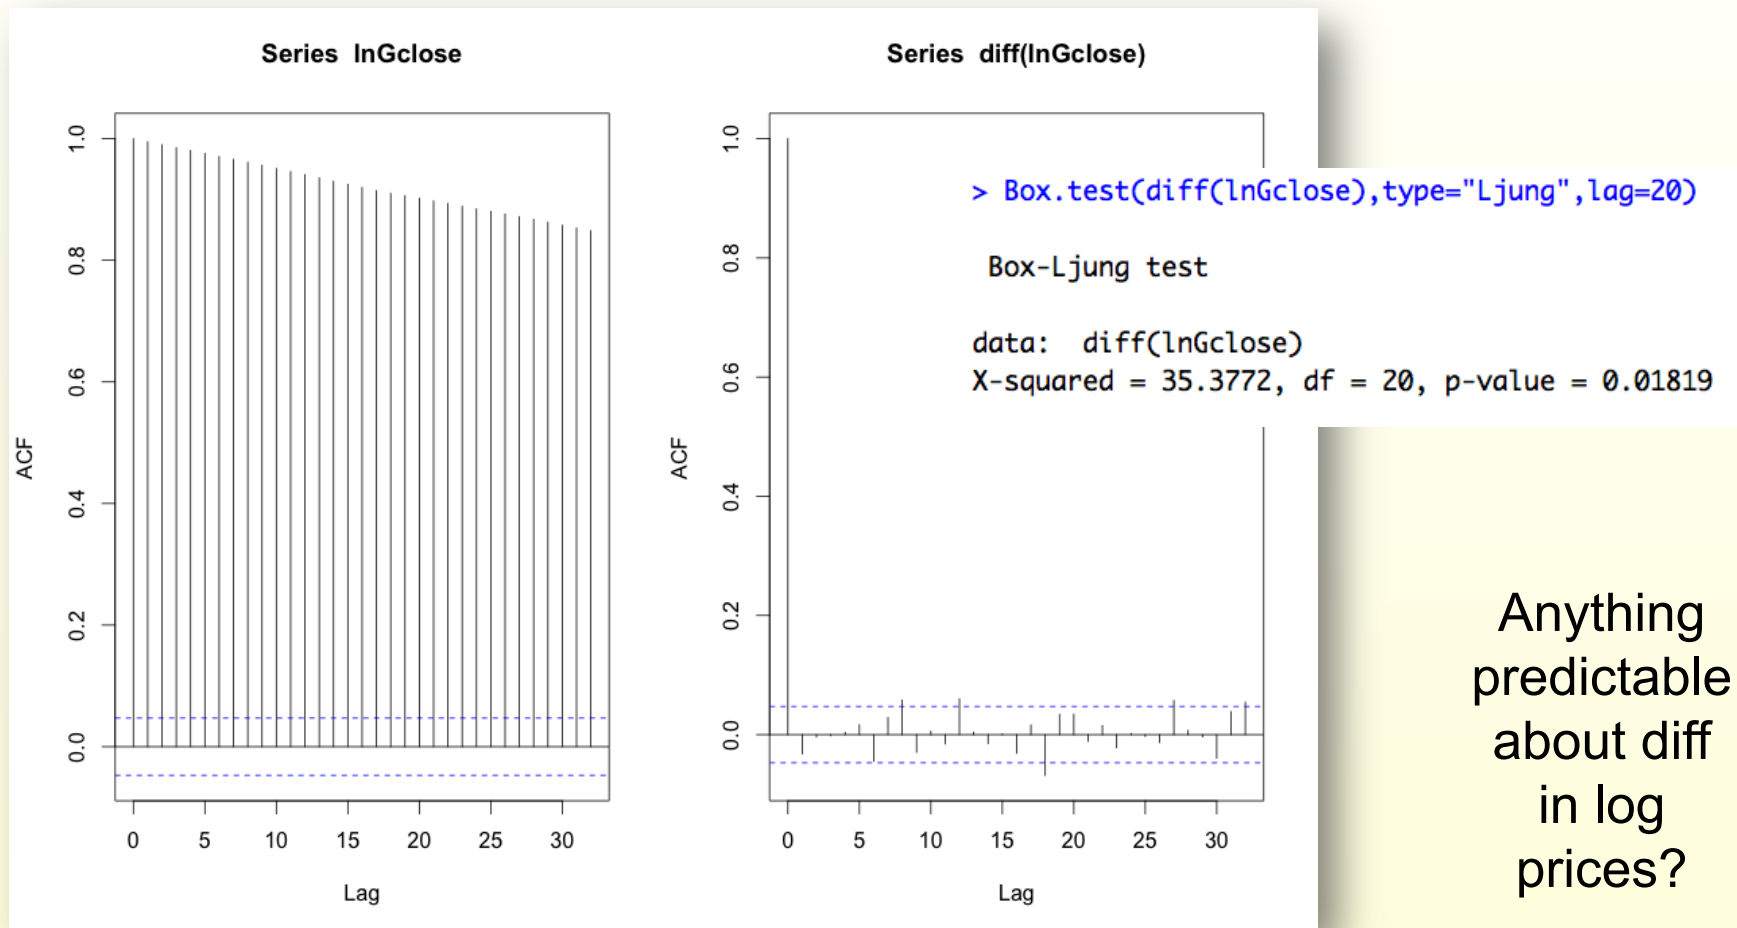 Series lnGclose
ACF
1.0
0.8
0.6
0.4
0.2
0.0
0 5 10 15 20 25 30
Lag
Series diff(lnGclose)
ACF
1.0
0.8
0.6
0.4
0.2
0.0
0 5 10 15 20 25 30
Lag
> Box.test(diff(lnGclose),type="Ljung",lag=20)
Box-Ljung test
data: diff(lnGclose)
X-squared = 35.3772, df = 20, p-value = 0.01819
Anything
predictable
about diff
in log
prices?